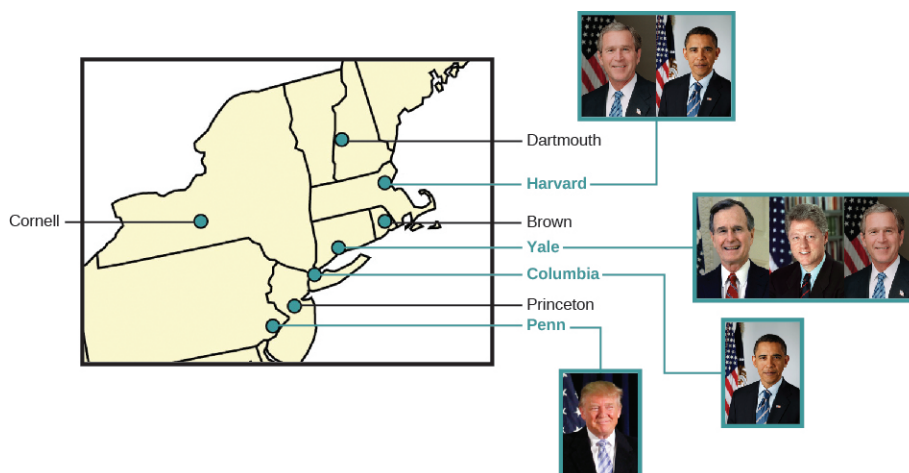 Dartmouth
Harvard
Cornell
Brown
Yale
Columbia
Princeton
Penn